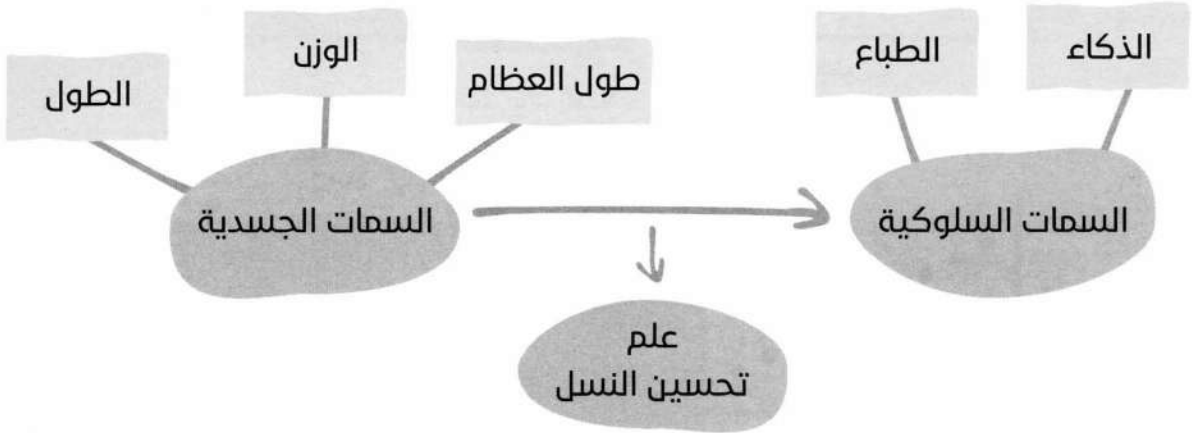 الذكاء
الطباع
طول العظام
الوزن
الطول
السمات السلوكية
السمات الجسدية
علم
تحسين النسل